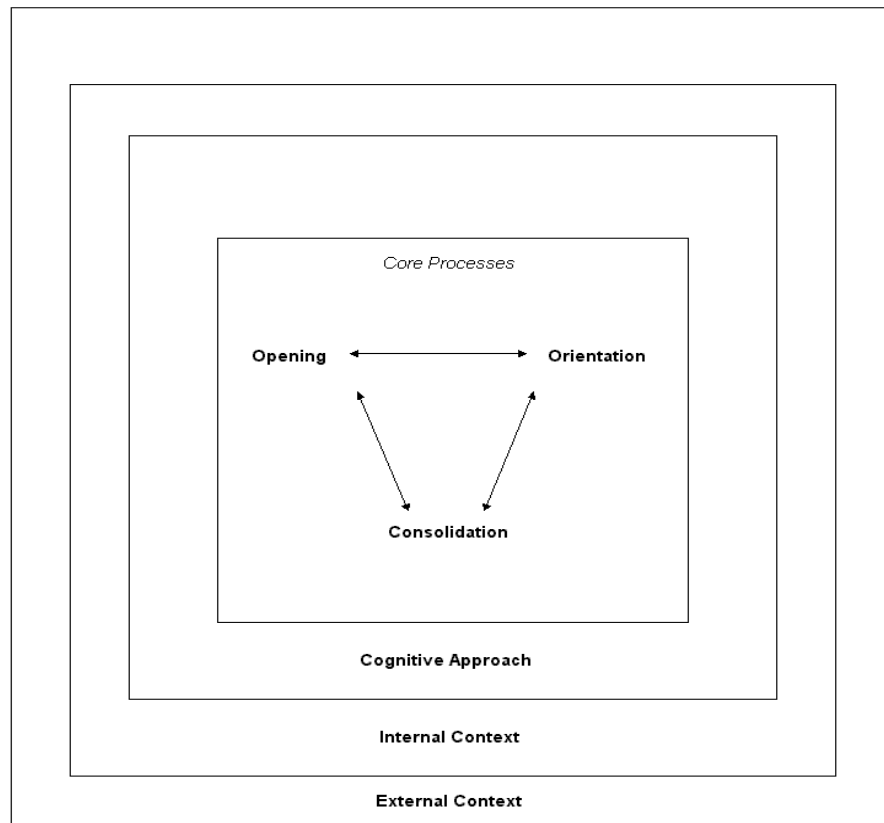 Core Processes
Opening
Orientation
Consolidation
Cognitive Approach
Internal Context
External Context